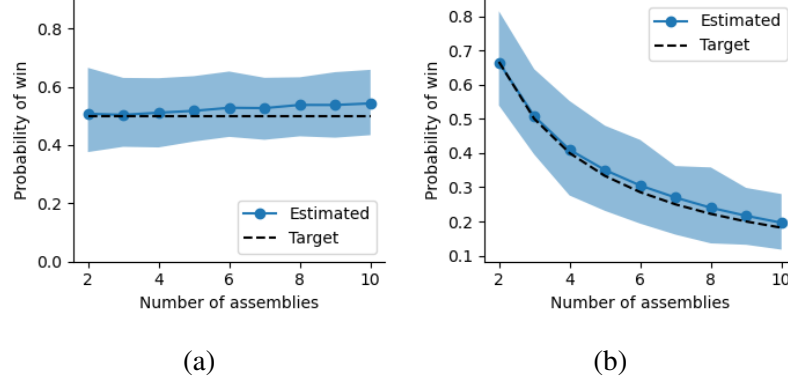 0.8
0.6
0.4
0.2
0.0
Probability of win
Estimated
Target
2 4 6 8 10
Number of assemblies
(a)
0.8
0.7
0.6
0.5
0.4
0.3
0.2
0.1
Probability of win
Estimated
Target
2 4 6 8 10
Number of assemblies
(b)